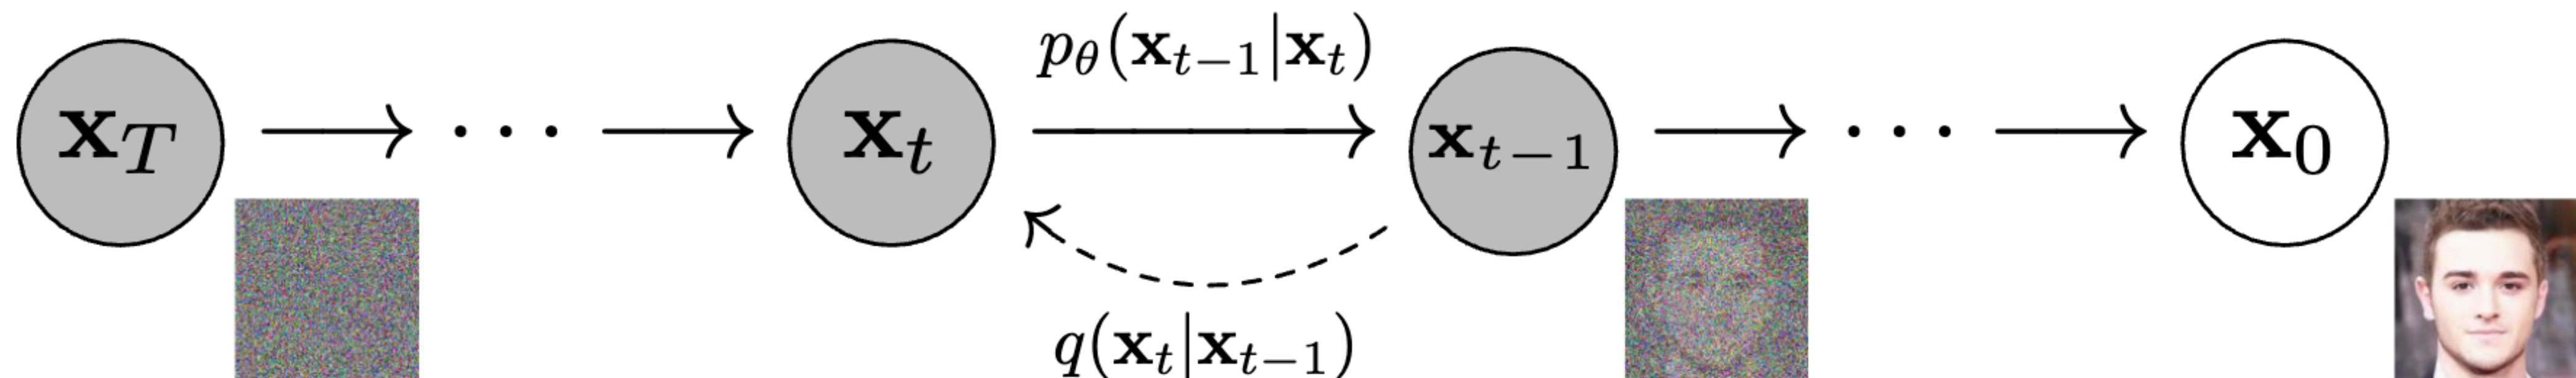 p_θ(x_{t−1}|x_t)
x_T → ··· → x_t → x_{t−1} → ··· → x_0
q(x_t|x_{t−1})